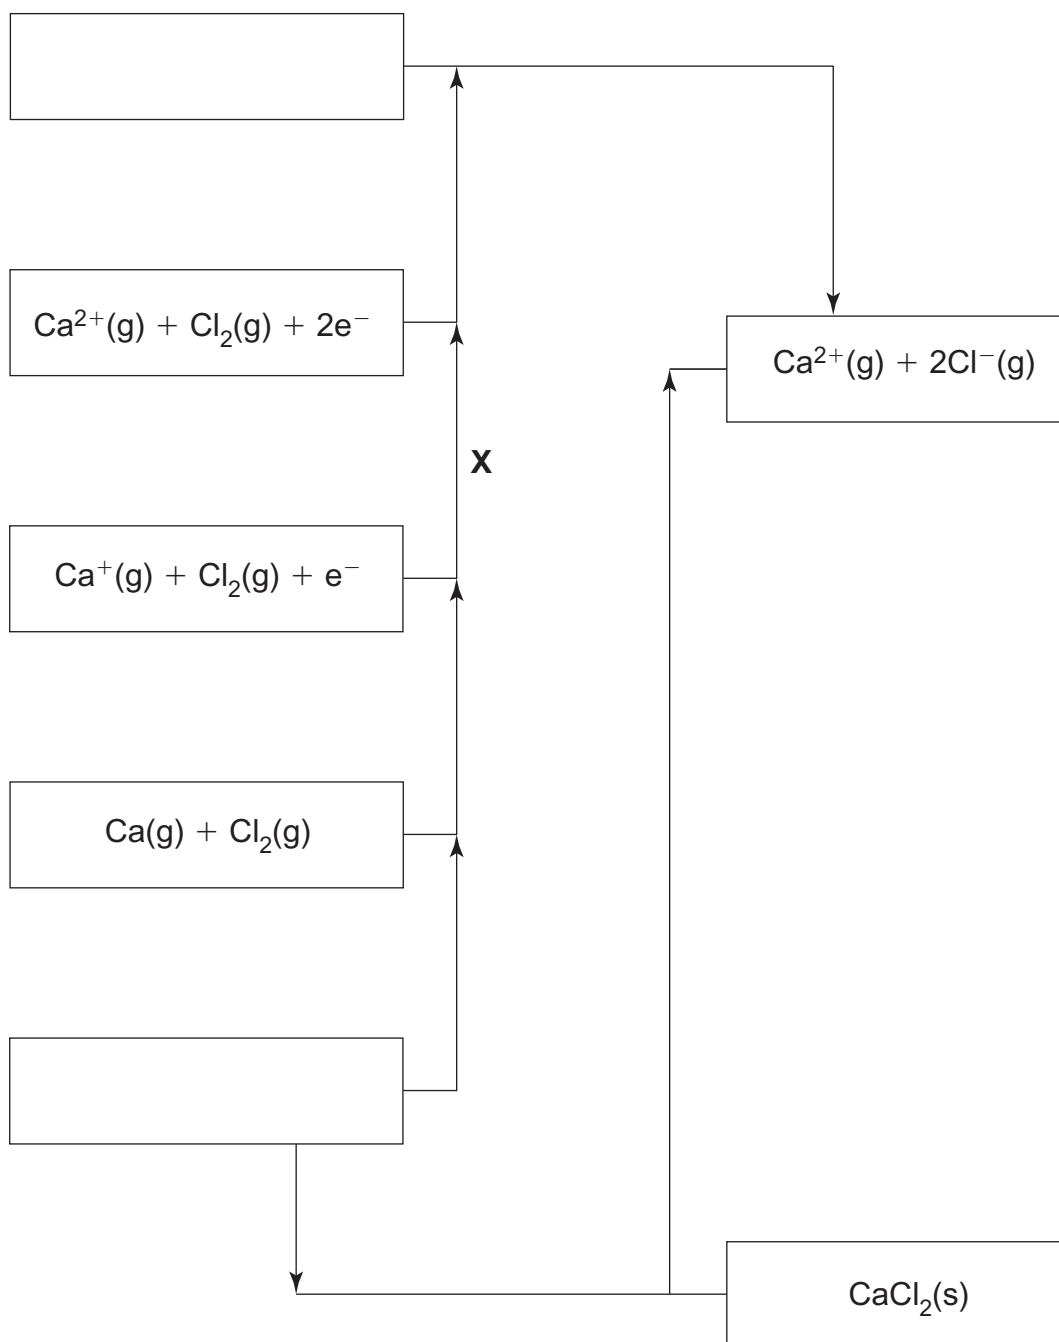 Ca²⁺(g) + Cl₂(g) + 2e⁻
Ca²⁺(g) + 2Cl⁻(g)
X
Ca⁺(g) + Cl₂(g) + e⁻
Ca(g) + Cl₂(g)
CaCl₂(s)